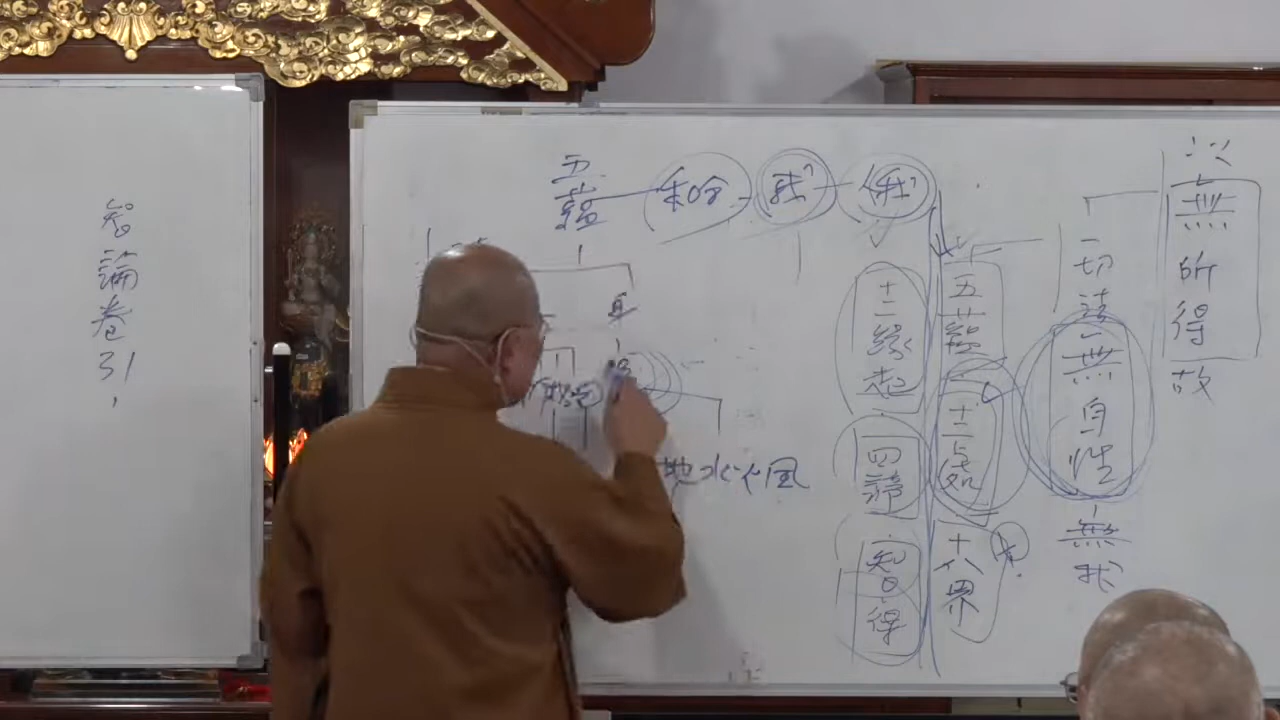 智論卷31,
以無所得故
一切法無自性無我
五蘊十二處十八界
十二緣起四諦智得
五蘊 和合 我
身
地水火風